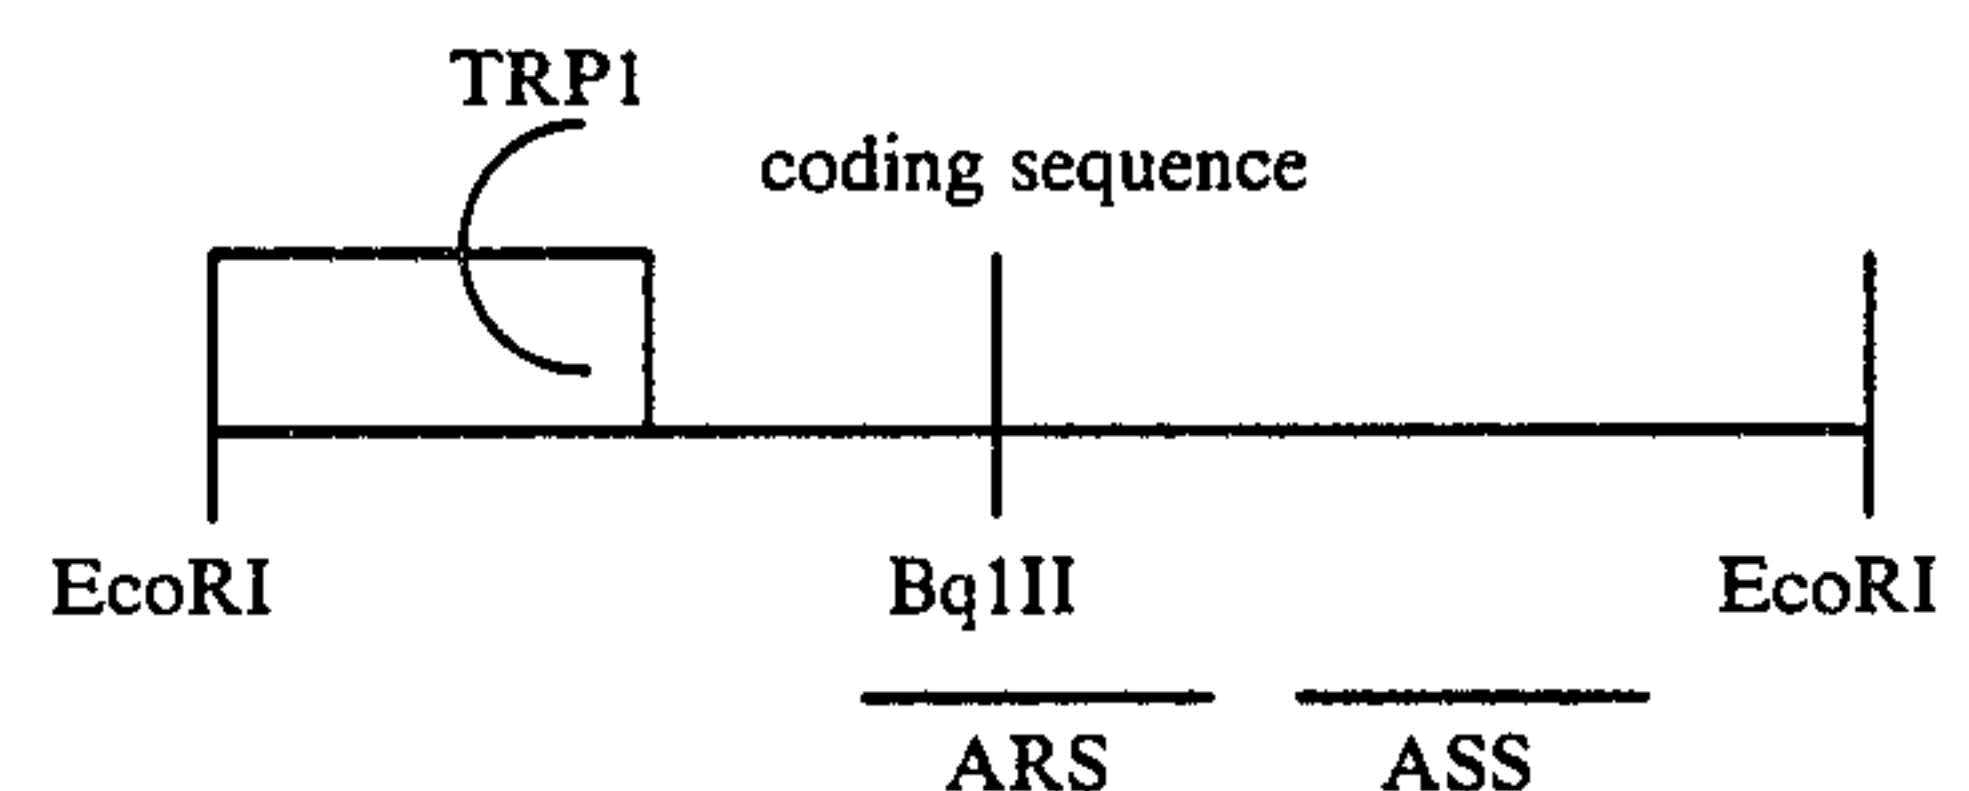 TRP1
coding sequence
EcoRI
Bq1II
EcoRI
ARS
ASS